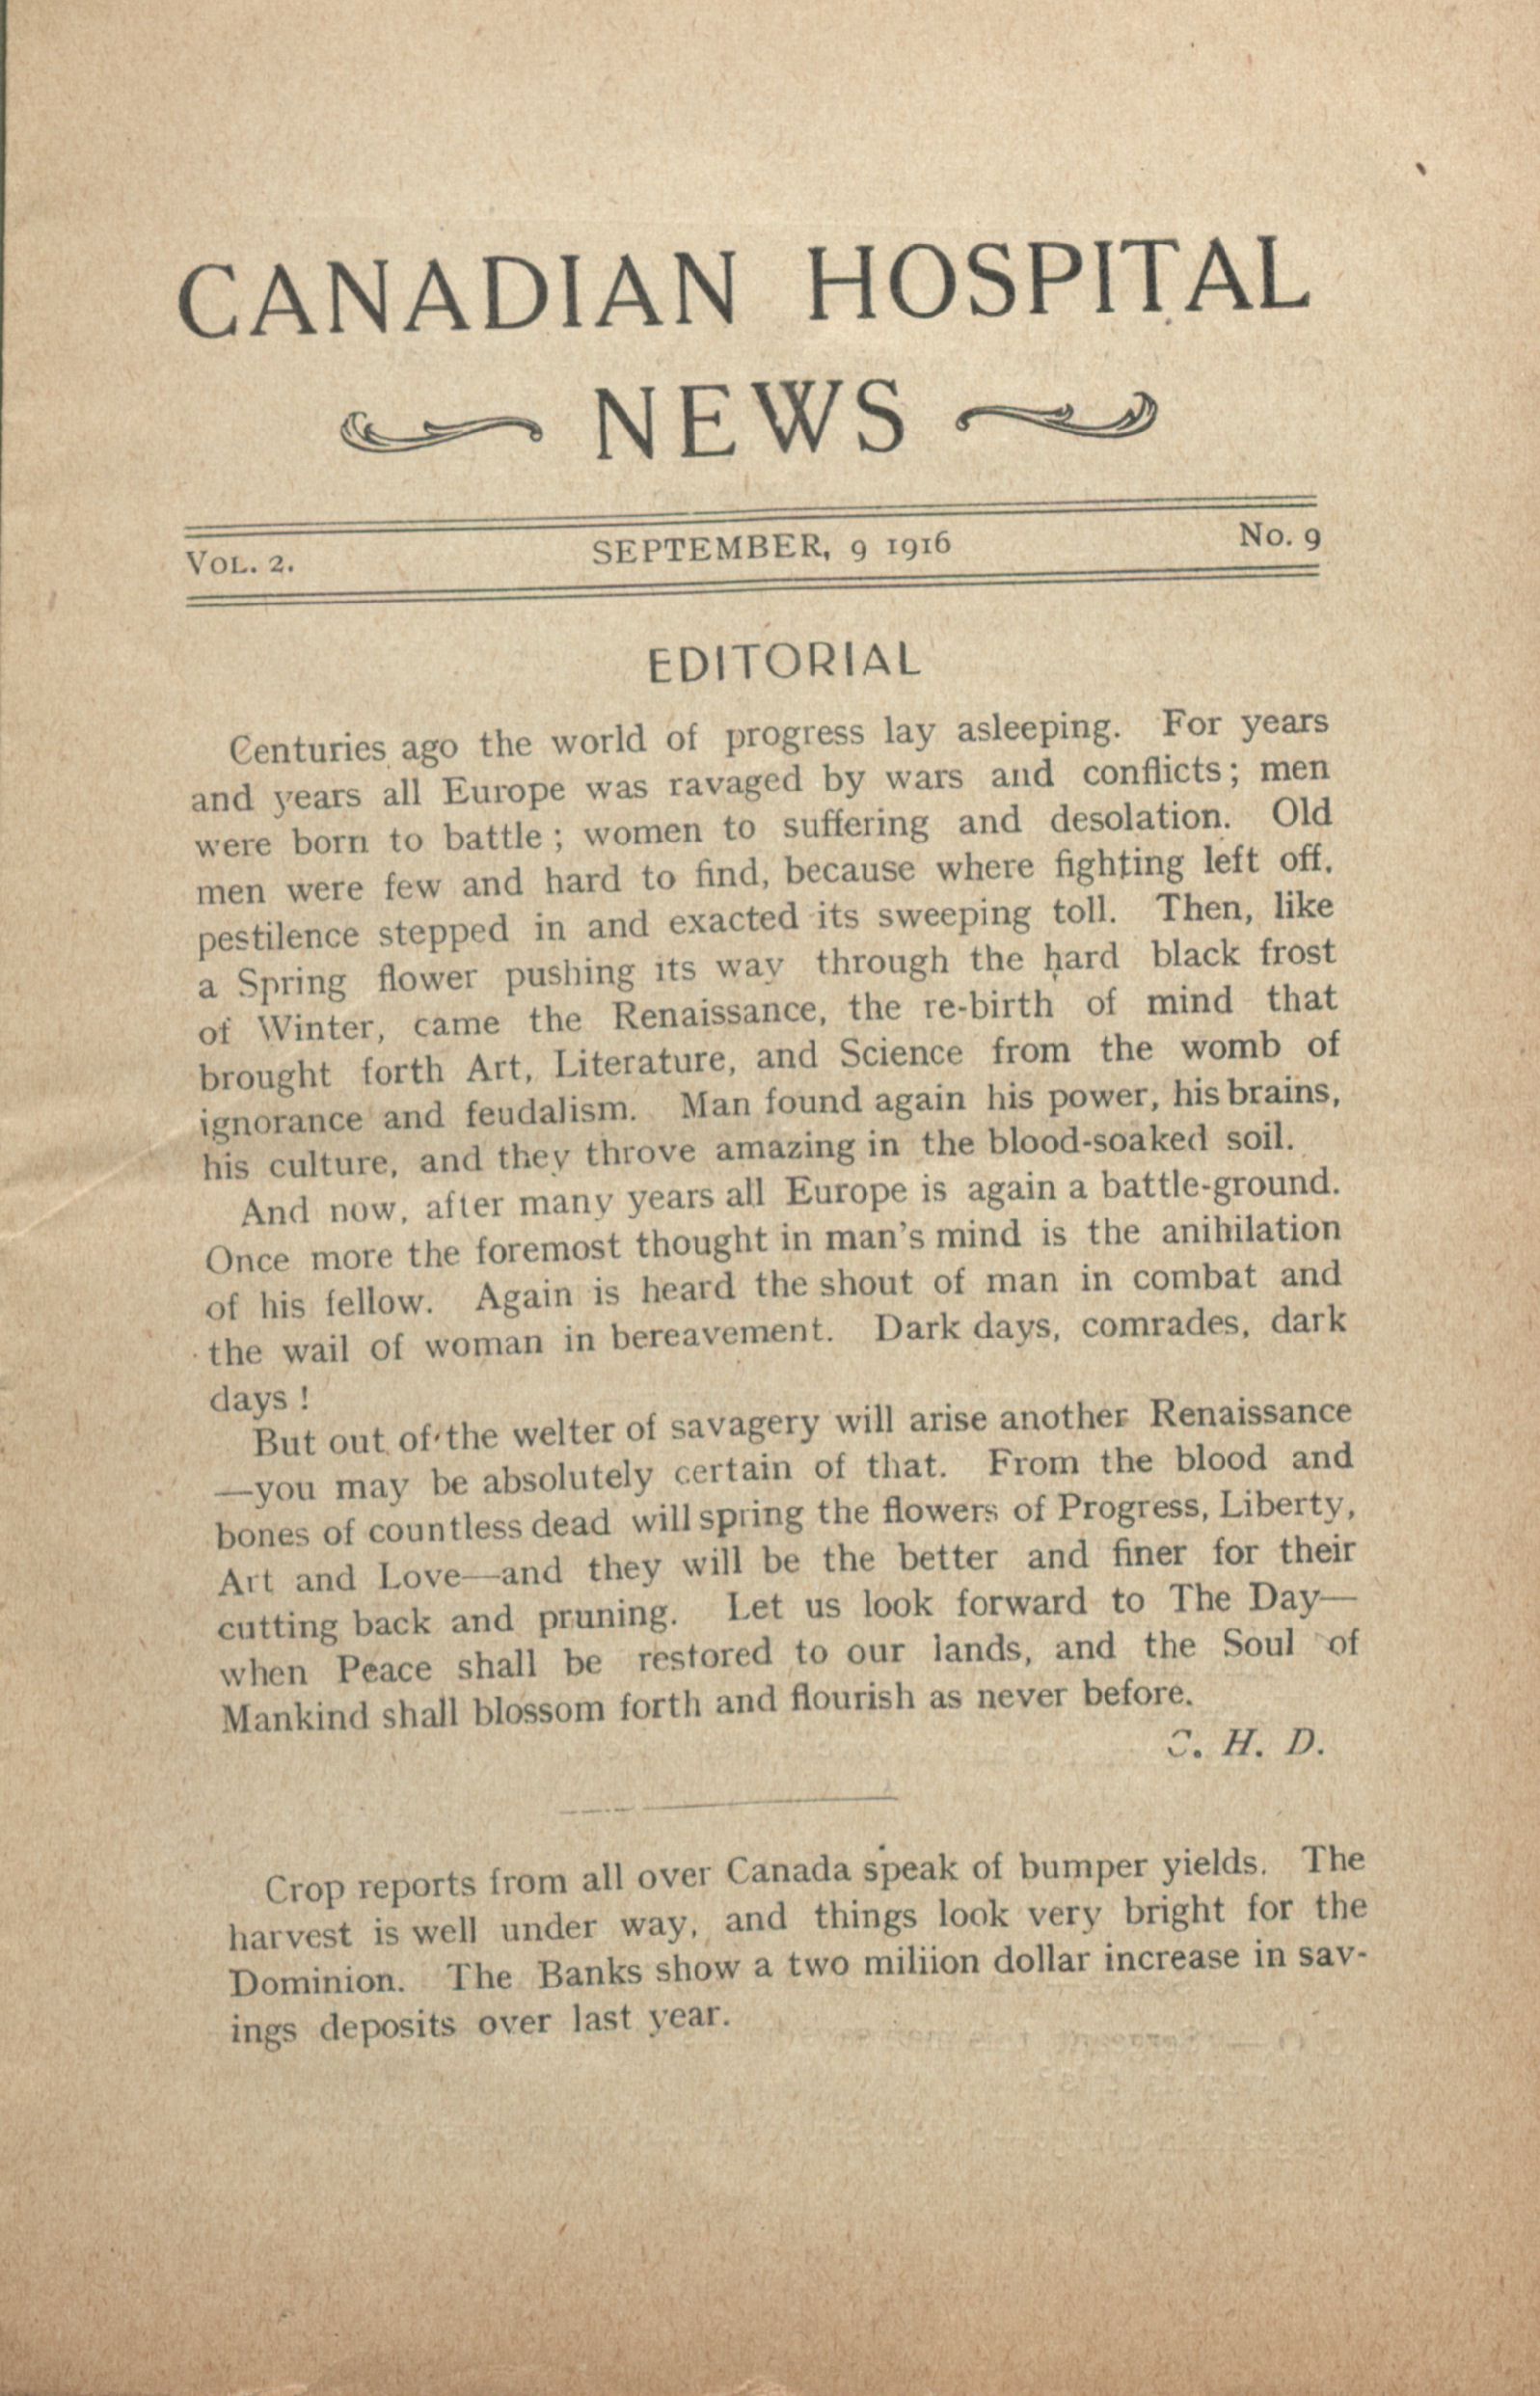 CANADIAN HOSPITAL
NEWS
VOL. 2.
SEPTEMBER, 9 1916
No. 9
EDITORIAL
Centuries ago the world of progress lay asleeping. For years
and years all Europe was ravaged by wars and conflicts; men
were born to battle; women to suffering and desolation. Old
men were few and hard to find, because where fighting left off,
pestilence stepped in and exacted its sweeping toll. Then, like
a Spring flower pushing its way through the hard black frost
of Winter, came the Renaissance, the re-birth of mind that
brought forth Art, Literature, and Science from the womb of
ignorance and feudalism. Man found again his power, his brains,
his culture, and they throve amazing in the blood-soaked soil.
And now, after many years all Europe is again a battle-ground.
Once more the foremost thought in man's mind is the anihilation
of his fellow. Again is heard the shout of man in combat and
the wail of woman in bereavement. Dark days, comrades, dark
days !
But out of the welter of savagery will arise another Renaissance
—you may be absolutely certain of that. From the blood and
bones of countless dead will spring the flowers of Progress, Liberty,
Art and Love—and they will be the better and finer for their
cutting back and pruning. Let us look forward to The Day—
when Peace shall be restored to our lands, and the Soul of
Mankind shall blossom forth and flourish as never before.
C. H. D.
Crop reports from all over Canada speak of bumper yields. The
harvest is well under way, and things look very bright for the
Dominion. The Banks show a two miliion dollar increase in sav-
ings deposits over last year.